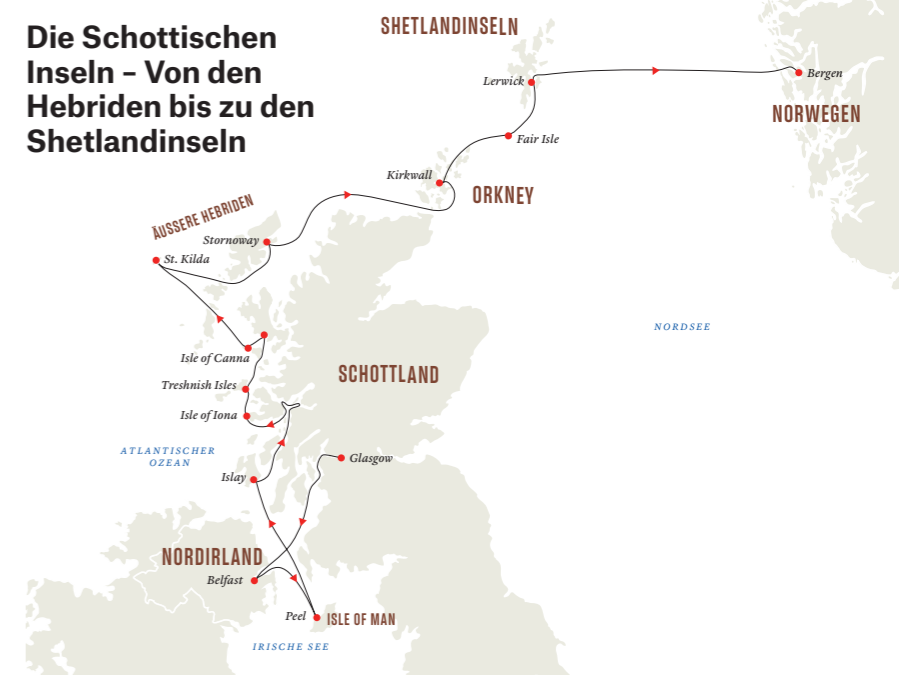 Die Schottischen
Inseln – Von den
Hebriden bis zu den
Shetlandinseln
SHETLANDINSELN
Lerwick
Bergen
NORWEGEN
Fair Isle
Kirkwall
ORKNEY
ÄUSSERE HEBRIDEN
Stornoway
St. Kilda
NORDSEE
Isle of Canna
SCHOTTLAND
Treshnish Isles
Isle of Iona
ATLANTISCHER
OZEAN
Glasgow
Islay
NORDIRLAND
Belfast
Peel
ISLE OF MAN
IRISCHE SEE